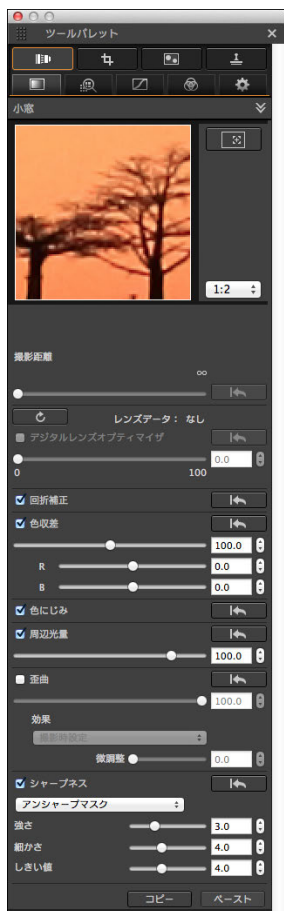 ツールパレット
小窓
1:2
撮影距離
∞
レンズデータ： なし
デジタルレンズオプティマイザ
0.0
0 100
回折補正
色収差
100.0
R 0.0
B 0.0
色にじみ
周辺光量
100.0
歪曲
100.0
効果
撮影時設定
微調整 0.0
シャープネス
アンシャープマスク
強さ 3.0
細かさ 4.0
しきい値 4.0
コピー ペースト